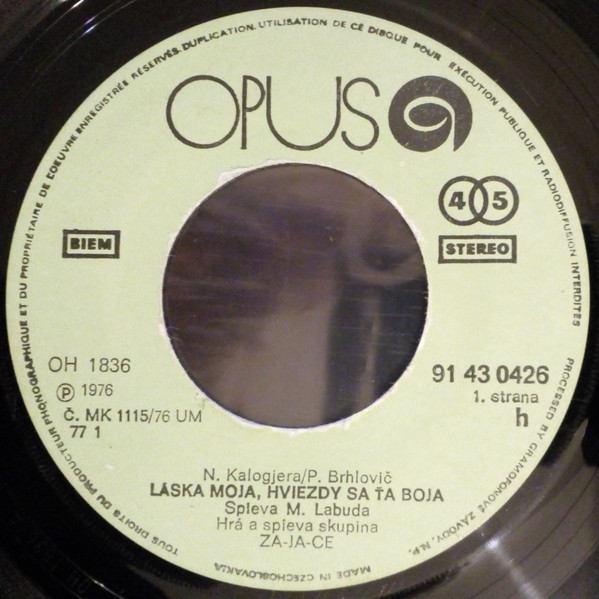 TOUS DROITS DU PRODUCTEUR PHONOGRAPHIQUE ET DU PROPRIÉTAIRE DE L'OEUVRE ENREGISTRÉE RÉSERVÉS. DUPLICATION, UTILISATION DE CE DISQUE POUR EXÉCUTION PUBLIQUE ET RADIODIFFUSION INTERDITES
PROCESSED BY GRAMOFONOVÉ ZÁVODY, N.P.
MADE IN CZECHOSLOVAKIA
OPUS
45
BIEM
STEREO
OH 1836
Ⓟ 1976
Č. MK 1115/76 UM
77 1
91 43 0426
1. strana
h
N. Kalogjera/P. Brhlovič
LÁSKA MOJA, HVIEZDY SA ŤA BOJA
Spieva M. Labuda
Hrá a spieva skupina
ZA-JA-CE